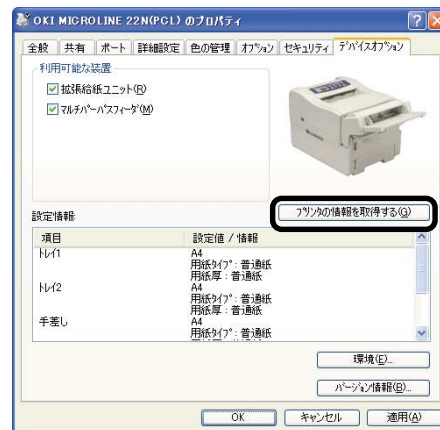 OKI MICROLINE 22N(PCL) のプロパティ
全般 共有 ポート 詳細設定 色の管理 オプション セキュリティ デバイスオプション
利用可能な装置
拡張給紙ユニット(R)
マルチパーパスフィーダ(M)
プリンタの情報を取得する(G)
設定情報
項目 設定値 / 情報
トレイ1 A4
用紙タイプ: 普通紙
用紙厚: 普通紙
トレイ2 A4
用紙タイプ: 普通紙
用紙厚: 普通紙
手差し A4
用紙タイプ: 普通紙
環境(E)...
バージョン情報(B)...
OK キャンセル 適用(A)